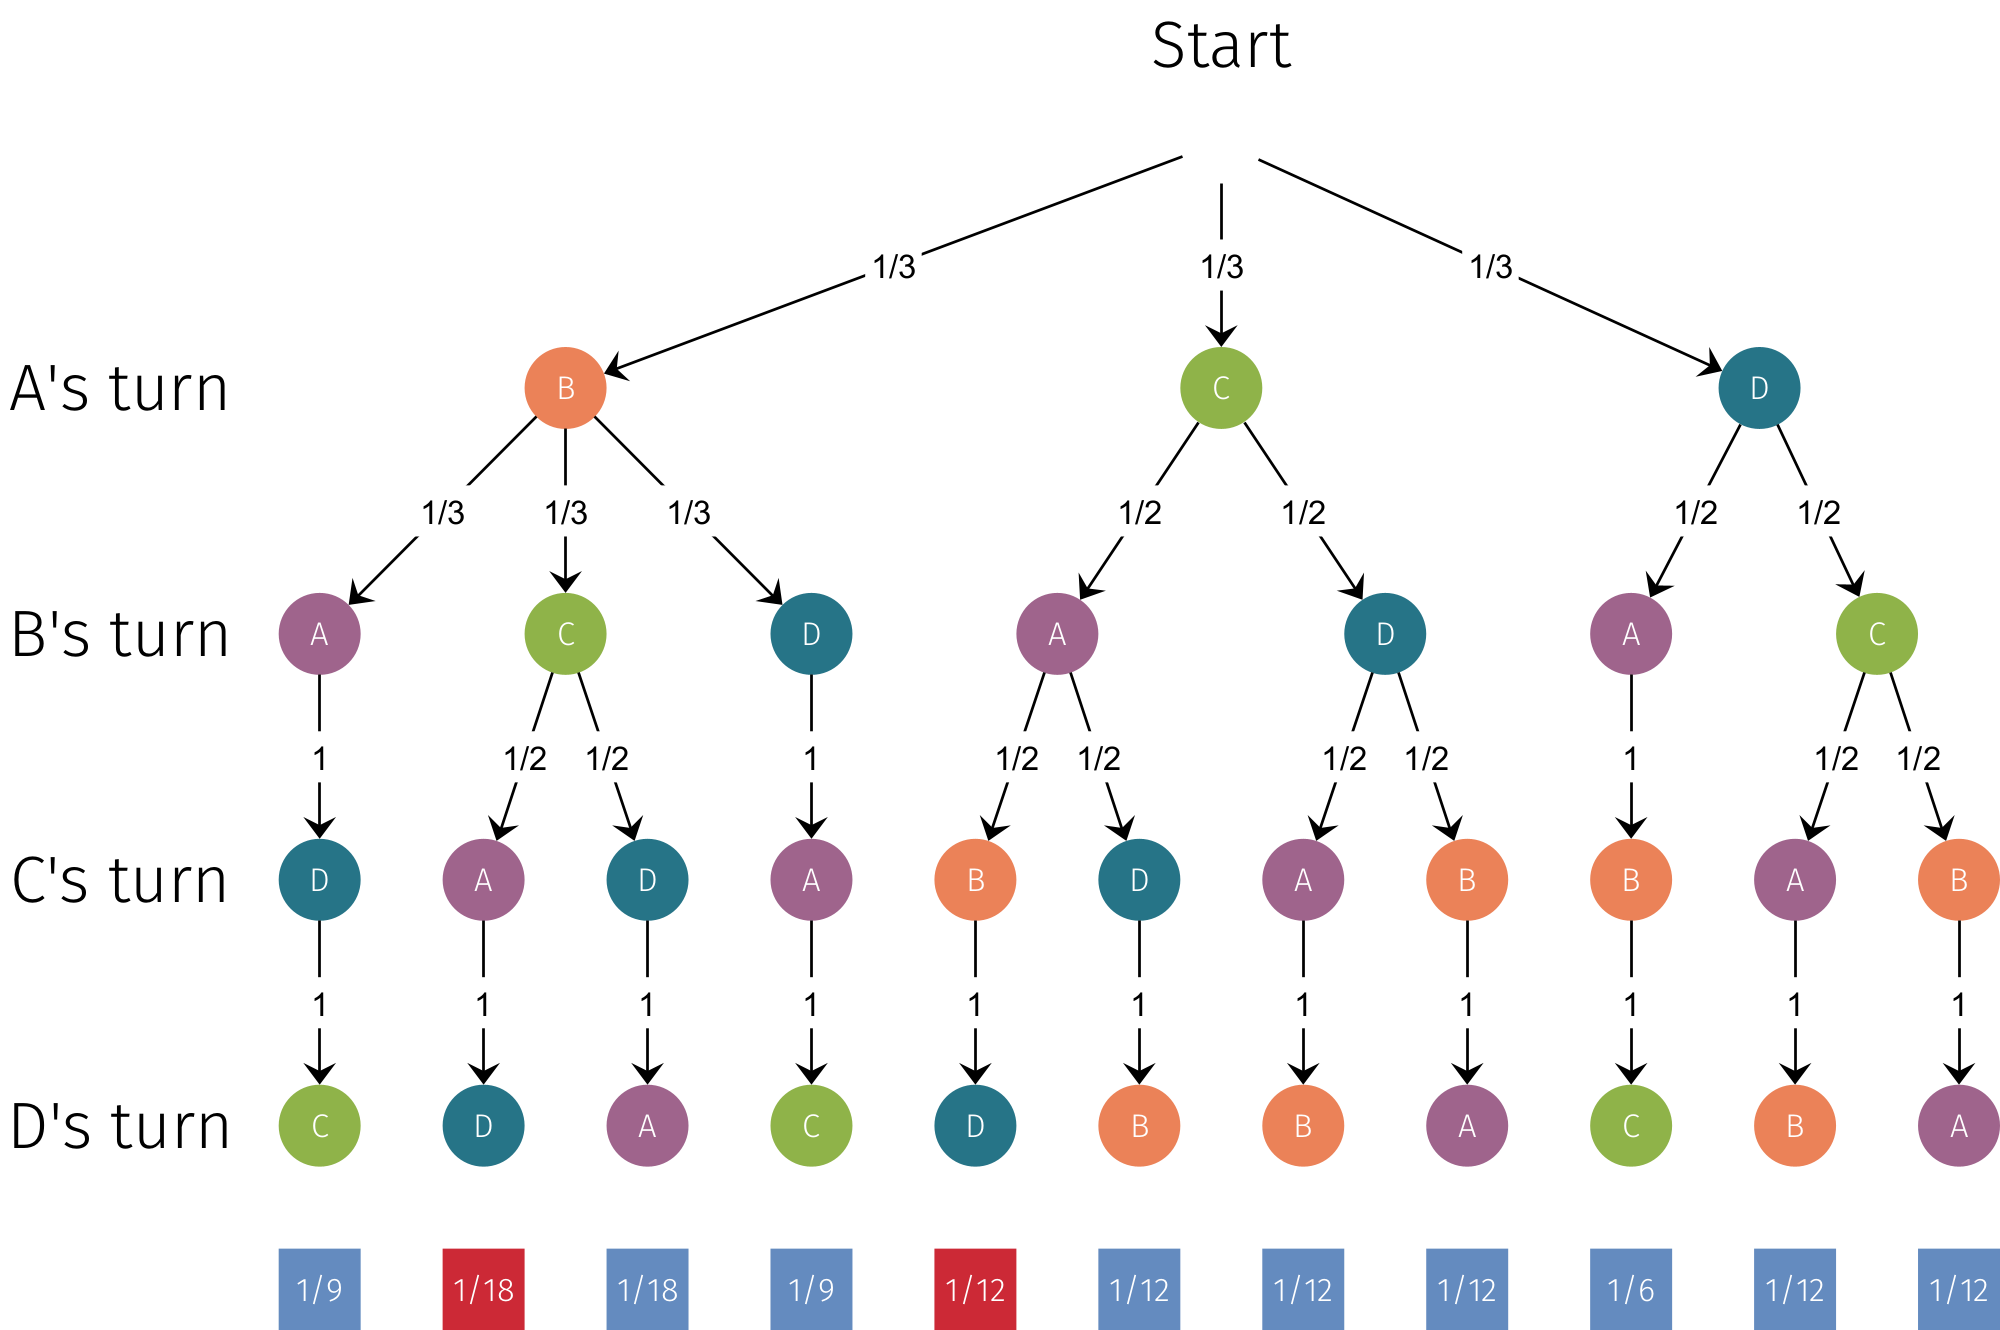 Start
1/3 1/3 1/3
A's turn B C D
1/3 1/3 1/3 1/2 1/2 1/2 1/2
B's turn A C D A D A C
1 1/2 1/2 1 1/2 1/2 1/2 1/2 1 1/2 1/2
C's turn D A D A B D A B B A B
1 1 1 1 1 1 1 1 1 1 1
D's turn C D A C D B B A C B A
1/9 1/18 1/18 1/9 1/12 1/12 1/12 1/12 1/6 1/12 1/12